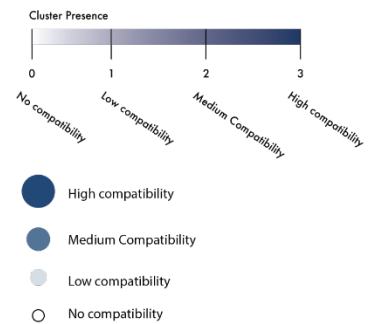 Cluster Presence
0 1 2 3
No compatibility Low compatibility Medium Compatibility High compatibility
High compatibility
Medium Compatibility
Low compatibility
No compatibility